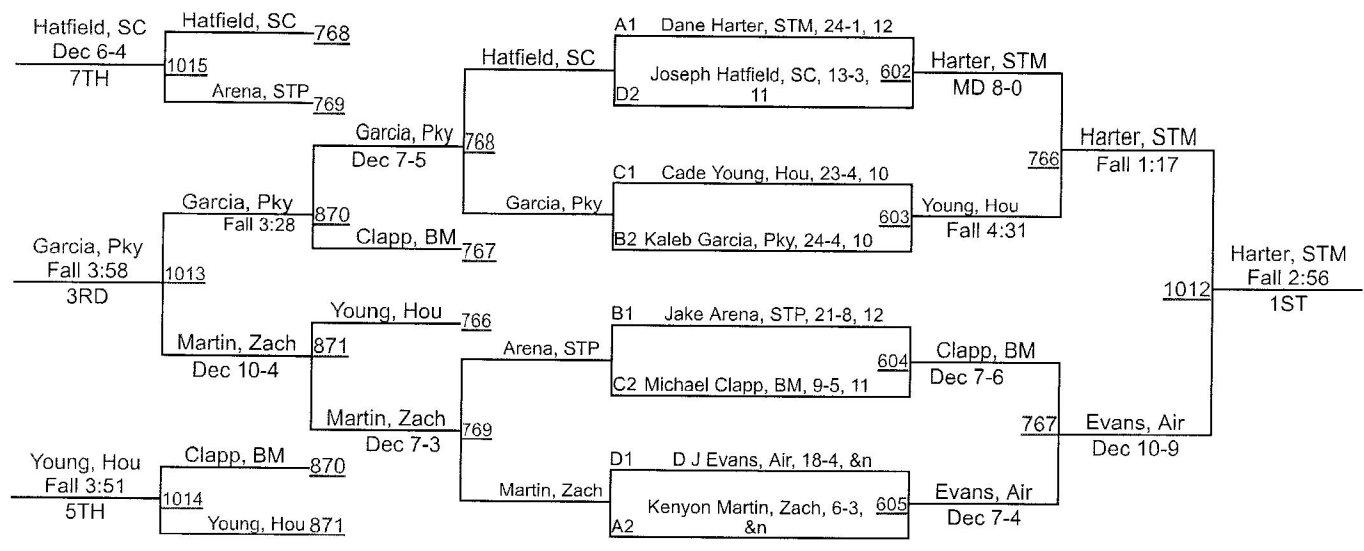 Hatfield, SC
Dec 6-4
7TH
Hatfield, SC 768
1015
Arena, STP 769
Garcia, Pky
Fall 3:58
3RD
1013
Garcia, Pky
Fall 3:28
870
Garcia, Pky
Dec 7-5
Clapp, BM 767
768
Hatfield, SC
Garcia, Pky
Martin, Zach
Dec 10-4
871
Young, Hou 766
Martin, Zach
Dec 7-3
769
Arena, STP
Martin, Zach
Young, Hou
Fall 3:51
5TH
Clapp, BM 870
1014
Young, Hou 871
A1 Dane Harter, STM, 24-1, 12
Joseph Hatfield, SC, 13-3,
D2 11
602
Harter, STM
MD 8-0
C1 Cade Young, Hou, 23-4, 10
B2 Kaleb Garcia, Pky, 24-4, 10
603
Young, Hou
Fall 4:31
766
Harter, STM
Fall 1:17
B1 Jake Arena, STP, 21-8, 12
C2 Michael Clapp, BM, 9-5, 11
604
Clapp, BM
Dec 7-6
D1 D J Evans, Air, 18-4, &n
Kenyon Martin, Zach, 6-3,
A2 &n
605
Evans, Air
Dec 7-4
767
Evans, Air
Dec 10-9
1012
Harter, STM
Fall 2:56
1ST